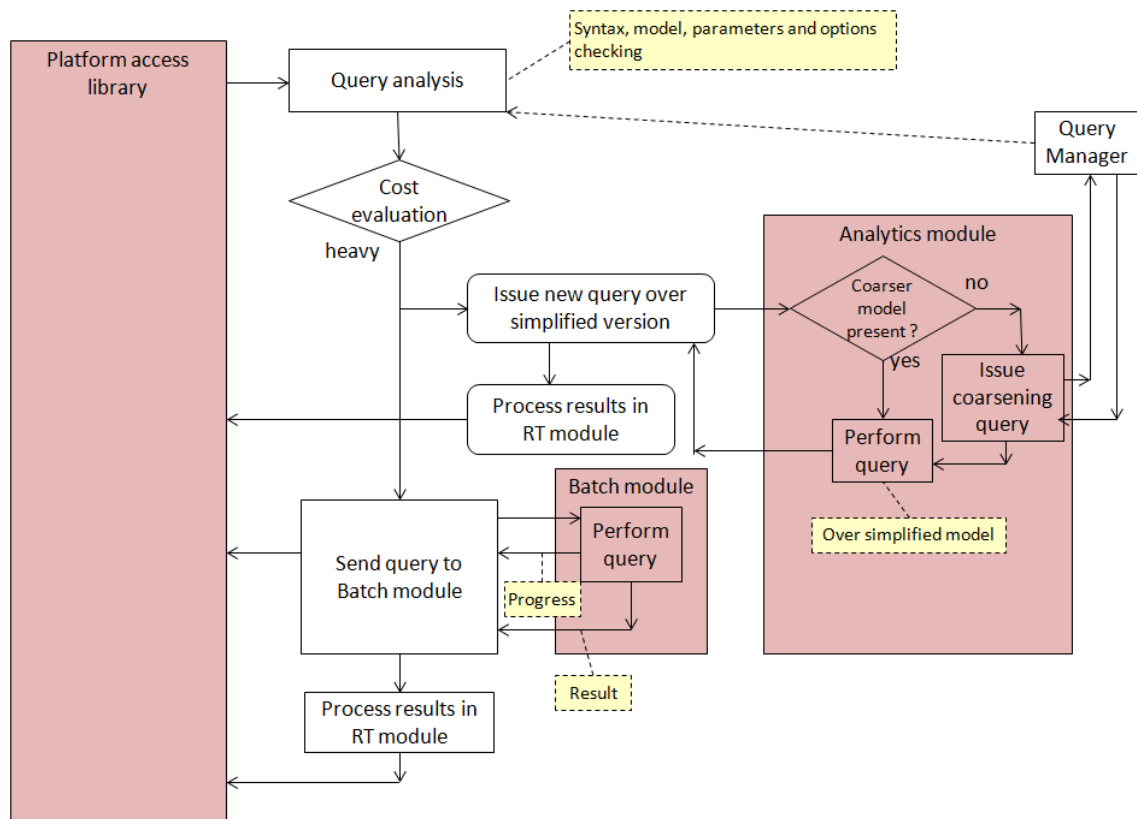 Syntax, model, parameters and options
checking
Platform access
library
Query analysis
Query
Manager
Cost
evaluation
heavy
Analytics module
Issue new query over
simplified version
Coarser
model
present ?
no
yes
Issue
coarsening
query
Process results in
RT module
Perform
query
Batch module
Over simplified model
Perform
query
Send query to
Batch module
Progress
Result
Process results in
RT module